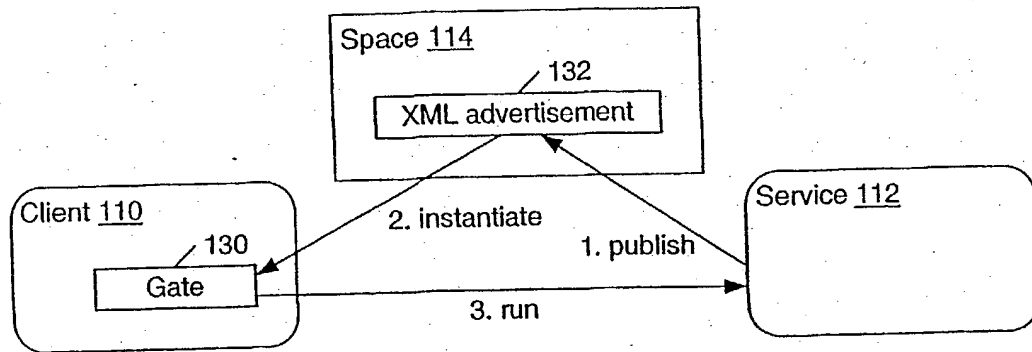 Space 114
132
XML advertisement
Client 110
2. instantiate
Service 112
130
1. publish
Gate
3. run